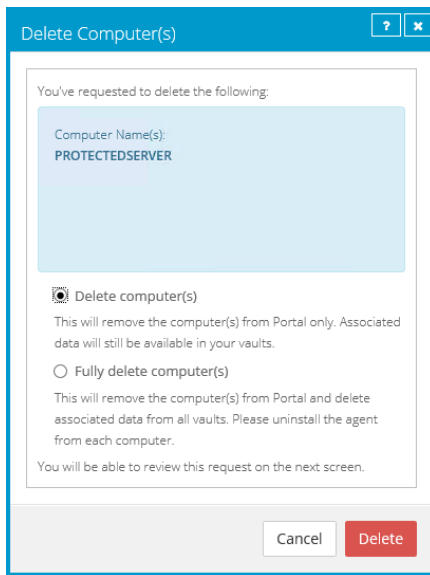 Delete Computer(s)
? ×
You've requested to delete the following:
Computer Name(s):
PROTECTEDSERVER
Delete computer(s)
This will remove the computer(s) from Portal only. Associated
data will still be available in your vaults.
Fully delete computer(s)
This will remove the computer(s) from Portal and delete
associated data from all vaults. Please uninstall the agent
from each computer.
You will be able to review this request on the next screen.
Cancel Delete